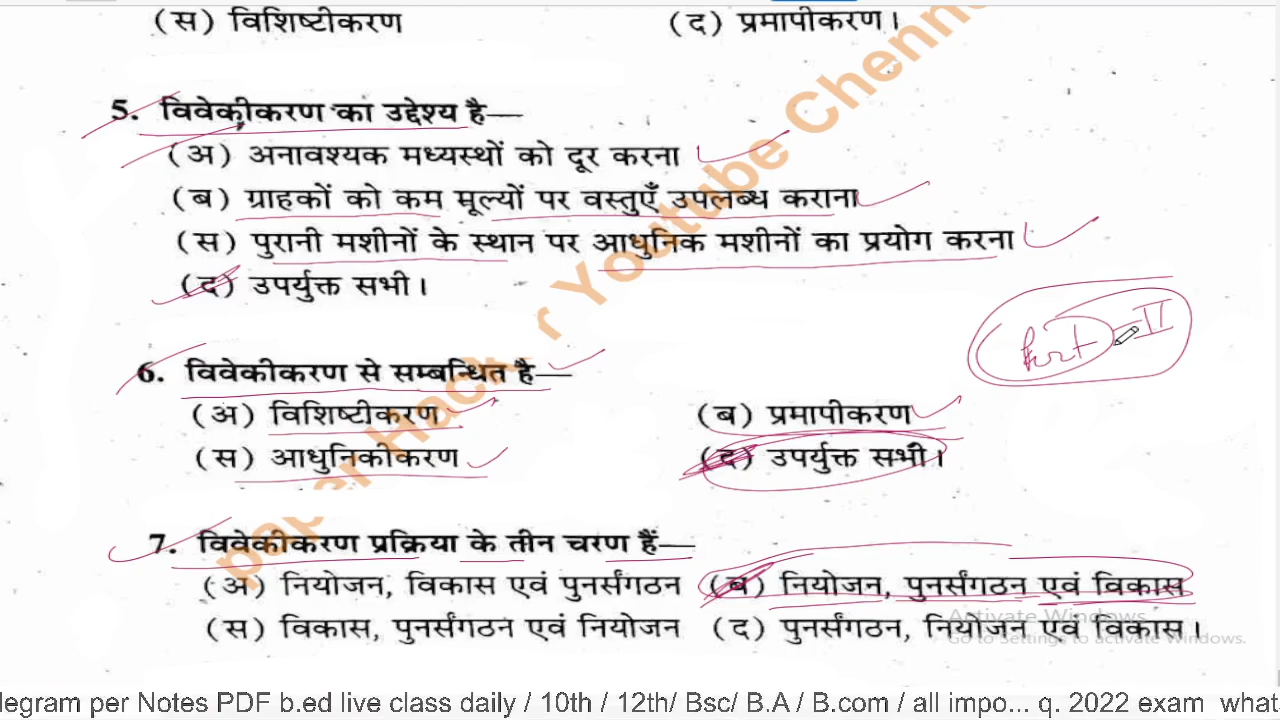 (स) विशिष्टीकरण (द) प्रमापीकरण।
5. विवेकीकरण का उद्देश्य है—
(अ) अनावश्यक मध्यस्थों को दूर करना
(ब) ग्राहकों को कम मूल्यों पर वस्तुएँ उपलब्ध कराना
(स) पुरानी मशीनों के स्थान पर आधुनिक मशीनों का प्रयोग करना
(द) उपर्युक्त सभी।
Part - II
6. विवेकीकरण से सम्बन्धित है—
(अ) विशिष्टीकरण (ब) प्रमापीकरण
(स) आधुनिकीकरण (द) उपर्युक्त सभी।
7. विवेकीकरण प्रक्रिया के तीन चरण हैं—
(अ) नियोजन, विकास एवं पुनर्संगठन (ब) नियोजन, पुनर्संगठन एवं विकास
(स) विकास, पुनर्संगठन एवं नियोजन (द) पुनर्संगठन, नियोजन एवं विकास।
Activate Windows
Go to Settings to activate Windows.
paper Hacker Youtube Chenn
legram per Notes PDF b.ed live class daily / 10th / 12th/ Bsc/ B.A / B.com / all impo... q. 2022 exam what